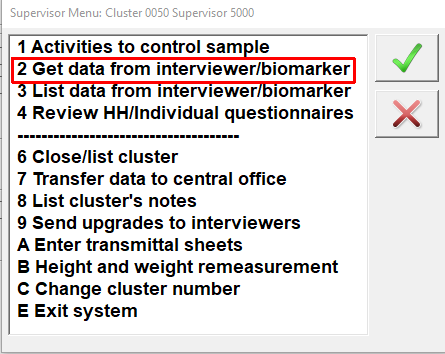 Supervisor Menu: Cluster 0050 Supervisor 5000
1 Activities to control sample
2 Get data from interviewer/biomarker
3 List data from interviewer/biomarker
4 Review HH/Individual questionnaires
-------------------------------------
6 Close/list cluster
7 Transfer data to central office
8 List cluster's notes
9 Send upgrades to interviewers
A Enter transmittal sheets
B Height and weight remeasurement
C Change cluster number
E Exit system